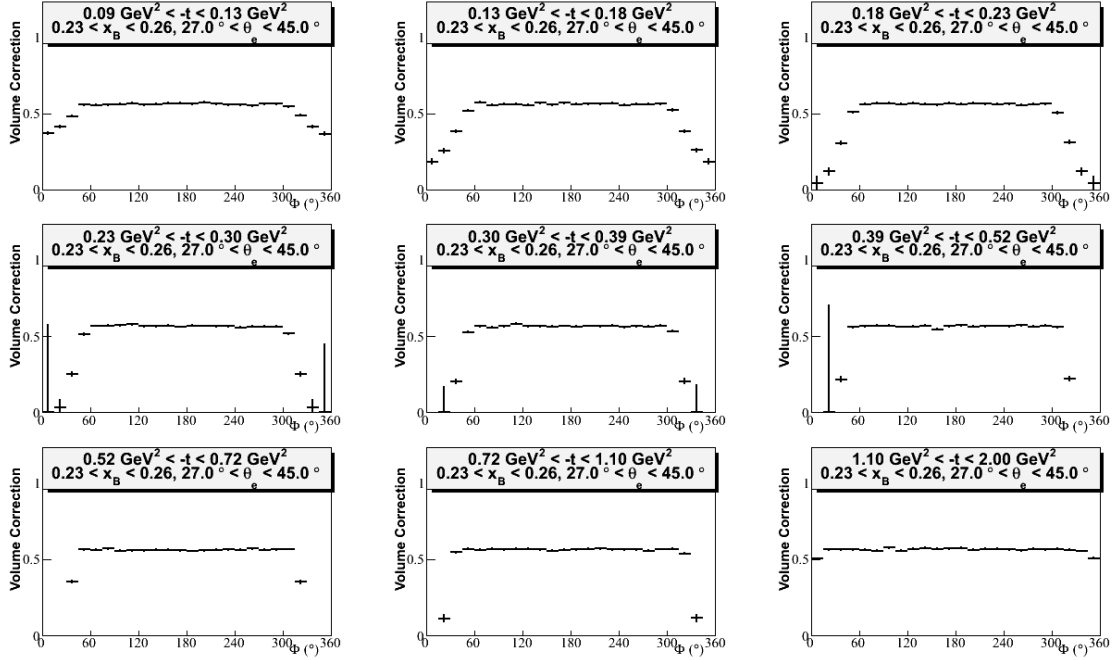 0.09 GeV² < -t < 0.13 GeV²
0.23 < x_B < 0.26, 27.0 ° < θ_e < 45.0 °
Volume Correction
1
0.5
0
0 60 120 180 240 300 360
Φ (°)
0.13 GeV² < -t < 0.18 GeV²
0.23 < x_B < 0.26, 27.0 ° < θ_e < 45.0 °
Volume Correction
1
0.5
0
0 60 120 180 240 300 360
Φ (°)
0.18 GeV² < -t < 0.23 GeV²
0.23 < x_B < 0.26, 27.0 ° < θ_e < 45.0 °
Volume Correction
1
0.5
0
0 60 120 180 240 300 360
Φ (°)
0.23 GeV² < -t < 0.30 GeV²
0.23 < x_B < 0.26, 27.0 ° < θ_e < 45.0 °
Volume Correction
1
0.5
0
0 60 120 180 240 300 360
Φ (°)
0.30 GeV² < -t < 0.39 GeV²
0.23 < x_B < 0.26, 27.0 ° < θ_e < 45.0 °
Volume Correction
1
0.5
0
0 60 120 180 240 300 360
Φ (°)
0.39 GeV² < -t < 0.52 GeV²
0.23 < x_B < 0.26, 27.0 ° < θ_e < 45.0 °
Volume Correction
1
0.5
0
0 60 120 180 240 300 360
Φ (°)
0.52 GeV² < -t < 0.72 GeV²
0.23 < x_B < 0.26, 27.0 ° < θ_e < 45.0 °
Volume Correction
1
0.5
0
0 60 120 180 240 300 360
Φ (°)
0.72 GeV² < -t < 1.10 GeV²
0.23 < x_B < 0.26, 27.0 ° < θ_e < 45.0 °
Volume Correction
1
0.5
0
0 60 120 180 240 300 360
Φ (°)
1.10 GeV² < -t < 2.00 GeV²
0.23 < x_B < 0.26, 27.0 ° < θ_e < 45.0 °
Volume Correction
1
0.5
0
0 60 120 180 240 300 360
Φ (°)